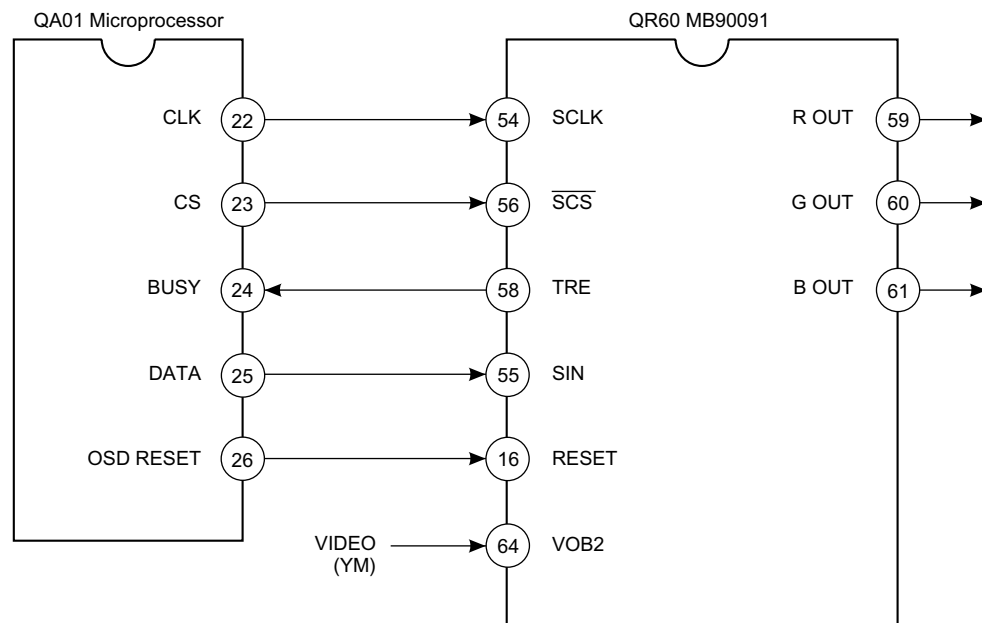 QA01 Microprocessor
QR60 MB90091
CLK 22 54 SCLK R OUT 59
CS 23 56 SCS G OUT 60
BUSY 24 58 TRE B OUT 61
DATA 25 55 SIN
OSD RESET 26 16 RESET
VIDEO 64 VOB2
(YM)